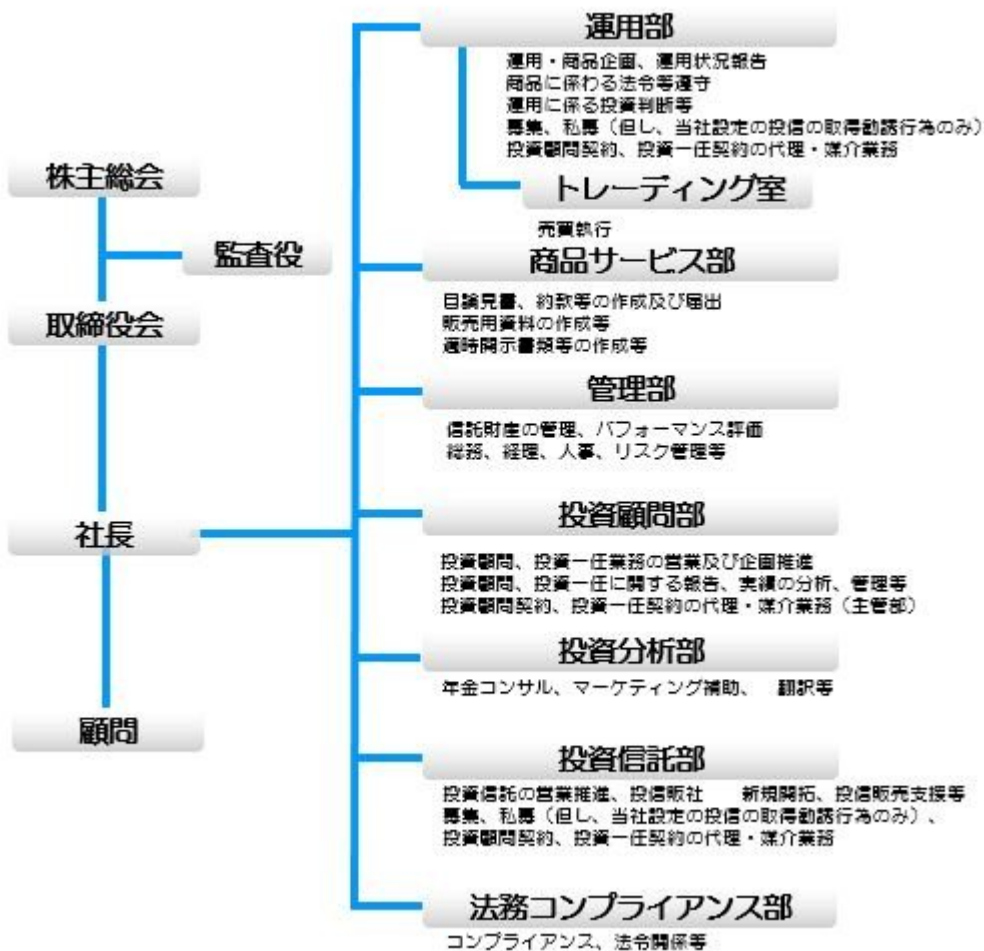 株主総会
監査役
取締役会
社長
顧問
運用部
運用・商品企画、運用状況報告
商品に係わる法令等遵守
運用に係る投資判断等
募集、私募（但し、当社設定の投信の取得勧誘行為のみ）
投資顧問契約、投資一任契約の代理・媒介業務
トレーディング室
売買執行
商品サービス部
目論見書、約款等の作成及び届出
販売用資料の作成等
適時開示書類等の作成等
管理部
信託財産の管理、パフォーマンス評価
総務、経理、人事、リスク管理等
投資顧問部
投資顧問、投資一任業務の営業及び企画推進
投資顧問、投資一任に関する報告、実績の分析、管理等
投資顧問契約、投資一任契約の代理・媒介業務（主管部）
投資分析部
年金コンサル、マーケティング補助、　翻訳等
投資信託部
投資信託の営業推進、投信販社　　新規開拓、投信販売支援等
募集、私募（但し、当社設定の投信の取得勧誘行為のみ）、
投資顧問契約、投資一任契約の代理・媒介業務
法務コンプライアンス部
コンプライアンス、法令関係等